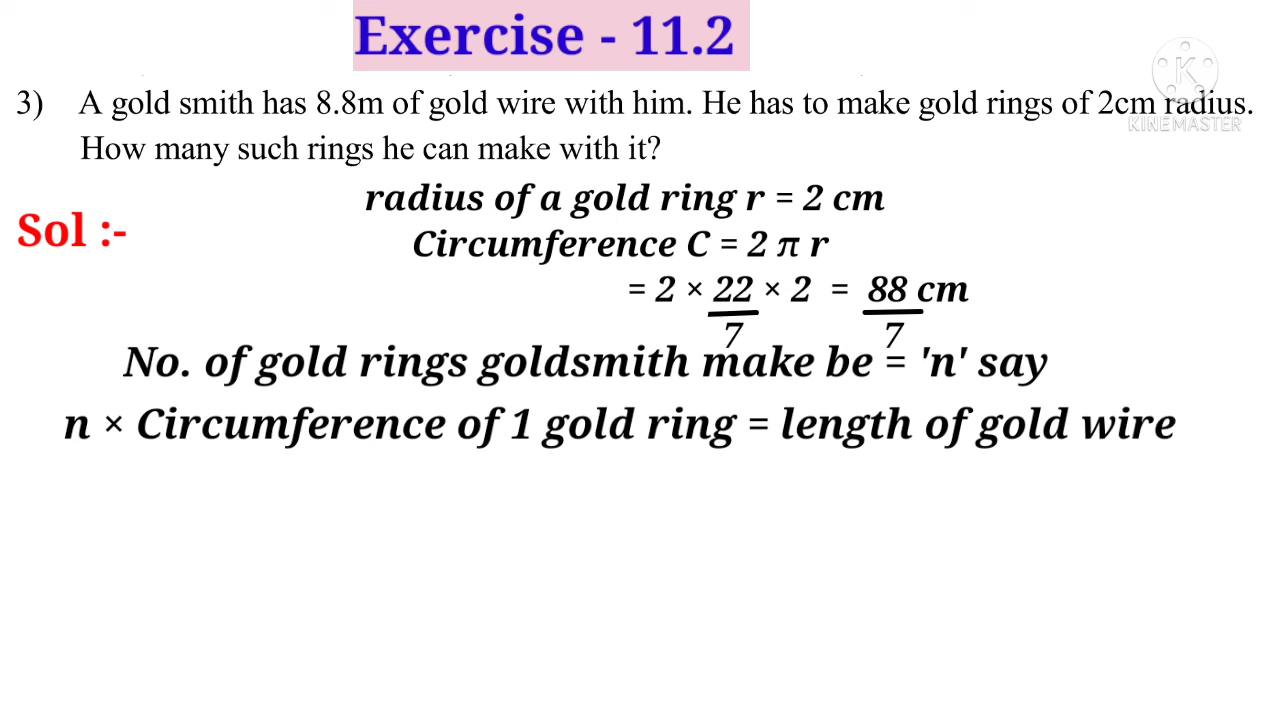 Exercise - 11.2
3) A gold smith has 8.8m of gold wire with him. He has to make gold rings of 2cm radius.
How many such rings he can make with it?
K
KINEMASTER
radius of a gold ring r = 2 cm
Sol :-
Circumference C = 2 π r
= 2 × 22 × 2 = 88 cm
7 7
No. of gold rings goldsmith make be = 'n' say
n × Circumference of 1 gold ring = length of gold wire